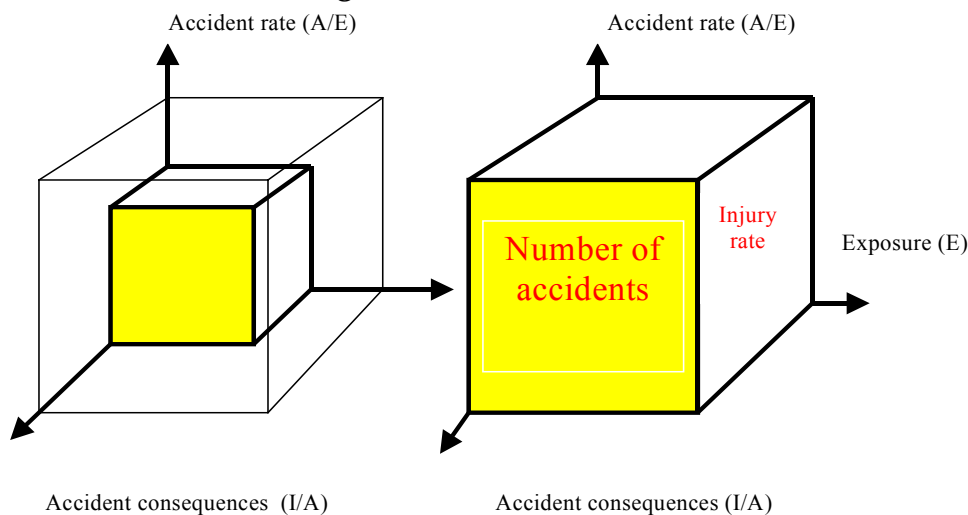 Accident rate (A/E)
Accident rate (A/E)
Injury
rate
Number of
accidents
Exposure (E)
Accident consequences (I/A)
Accident consequences (I/A)